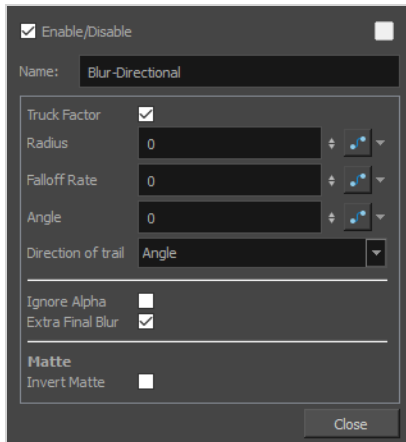 Enable/Disable
Name: Blur-Directional
Truck Factor
Radius 0
Falloff Rate 0
Angle 0
Direction of trail Angle
Ignore Alpha
Extra Final Blur
Matte
Invert Matte
Close